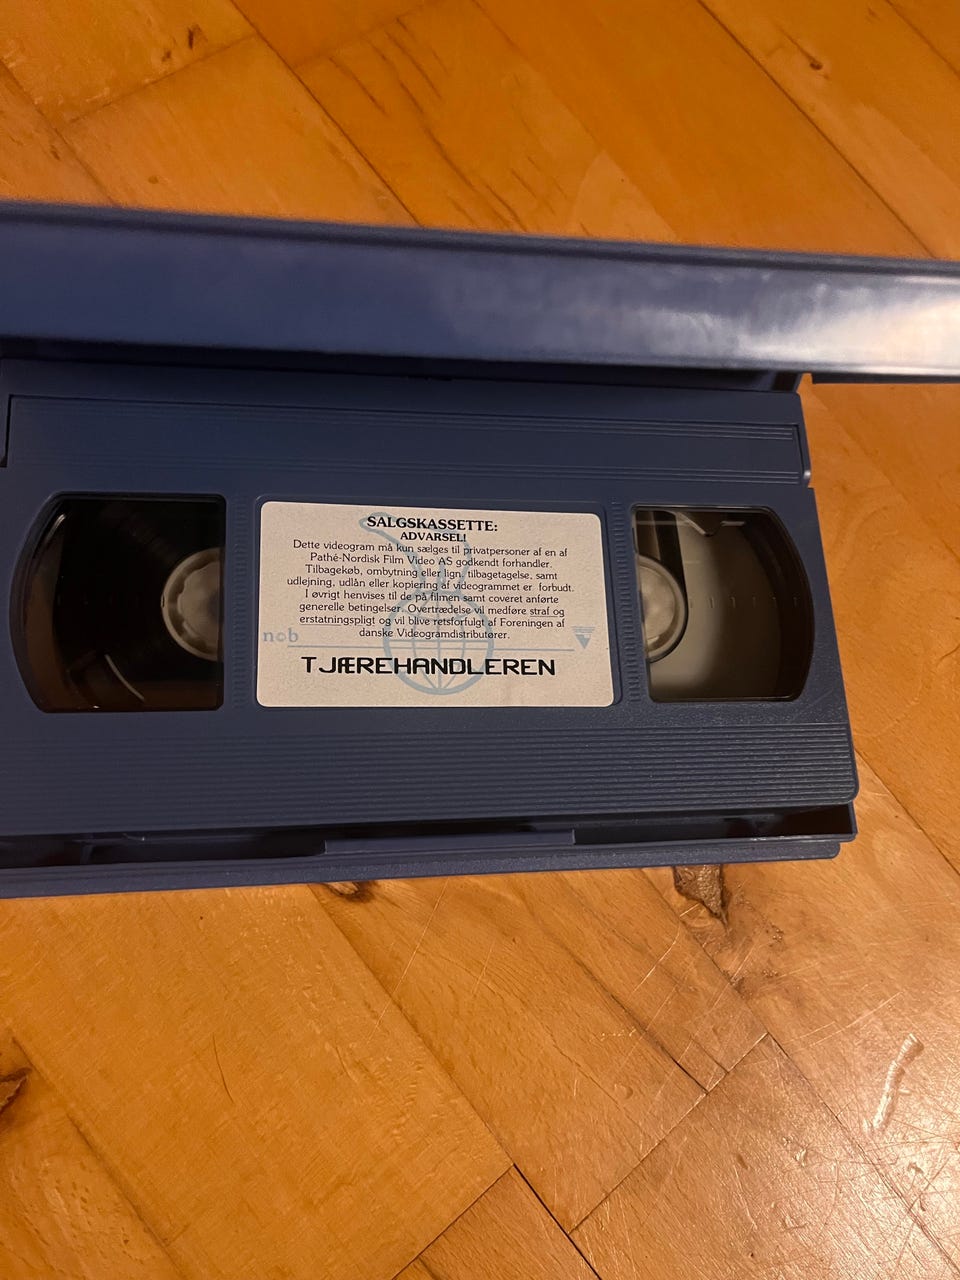 SALGSKASSETTE:
ADVARSEL!
Dette videogram må kun sælges til privatpersoner af en af
Pathé-Nordisk Film Video AS godkendt forhandler.
Tilbagekøb, ombytning eller lign. tilbagetagelse, samt
udlejning, udlån eller kopiering af videogrammet er forbudt.
I øvrigt henvises til de på filmen samt coveret anførte
generelle betingelser. Overtrædelse vil medføre straf og
erstatningspligt og vil blive retsforfulgt af Foreningen af
danske Videogramdistributører.
ncb
TJÆREHANDLEREN